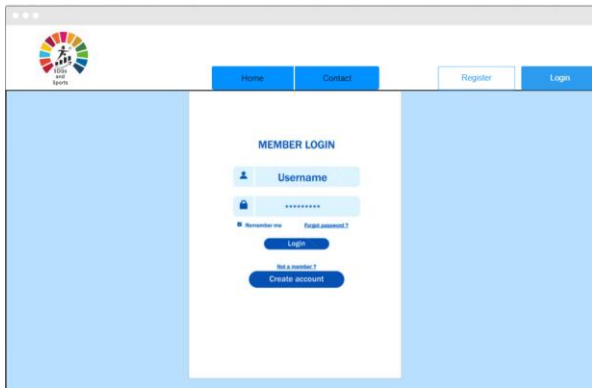 SDGs
and
Sports
Home
Contact
Register
Login
MEMBER LOGIN
Username
•••••••••
Remember me
Forgot password ?
Login
Not a member ?
Create account